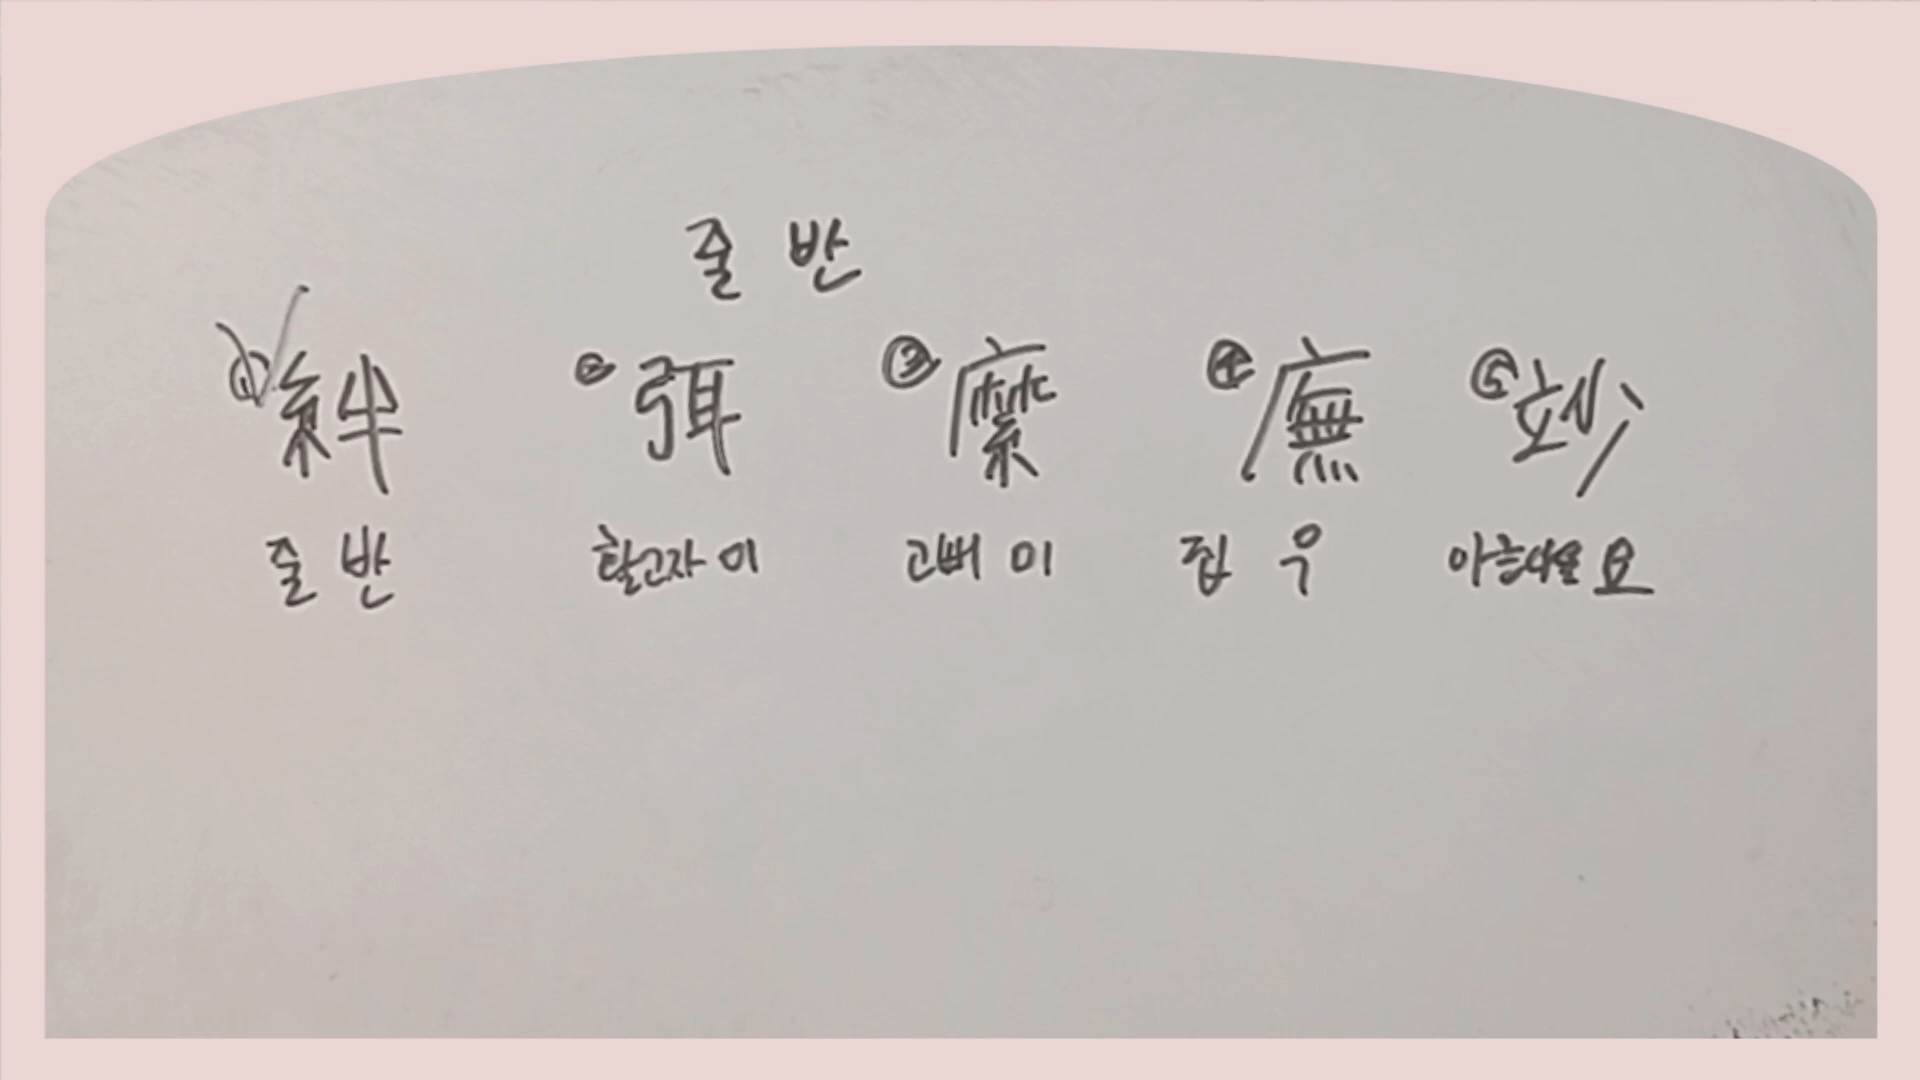 줄 반
①絆 ②弭 ③縻 ④廡 ⑤玅
줄 반 활고자 미 고삐 미 집 무 아름다울 묘